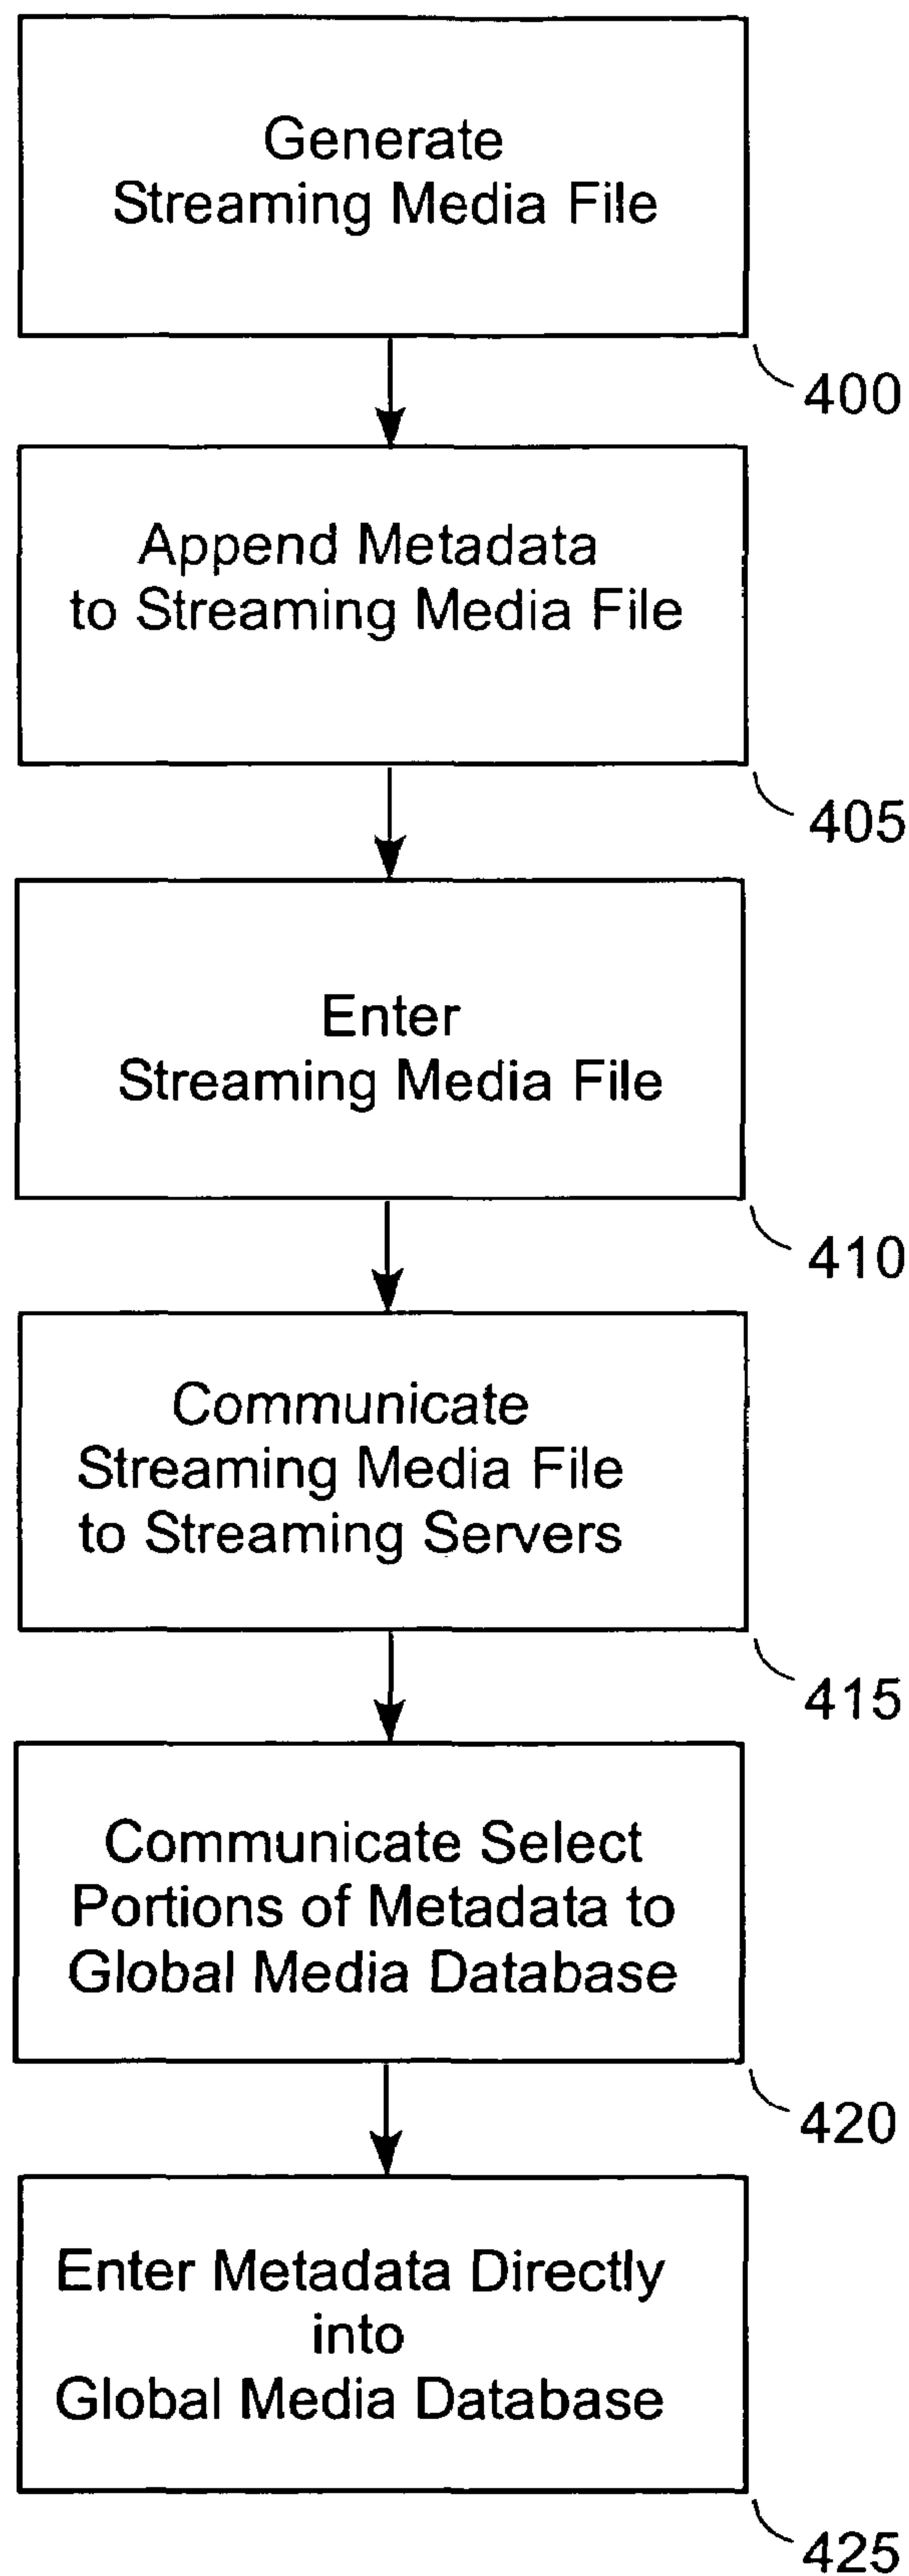 Generate
Streaming Media File
400
Append Metadata
to Streaming Media File
405
Enter
Streaming Media File
410
Communicate
Streaming Media File
to Streaming Servers
415
Communicate Select
Portions of Metadata to
Global Media Database
420
Enter Metadata Directly
into
Global Media Database
425